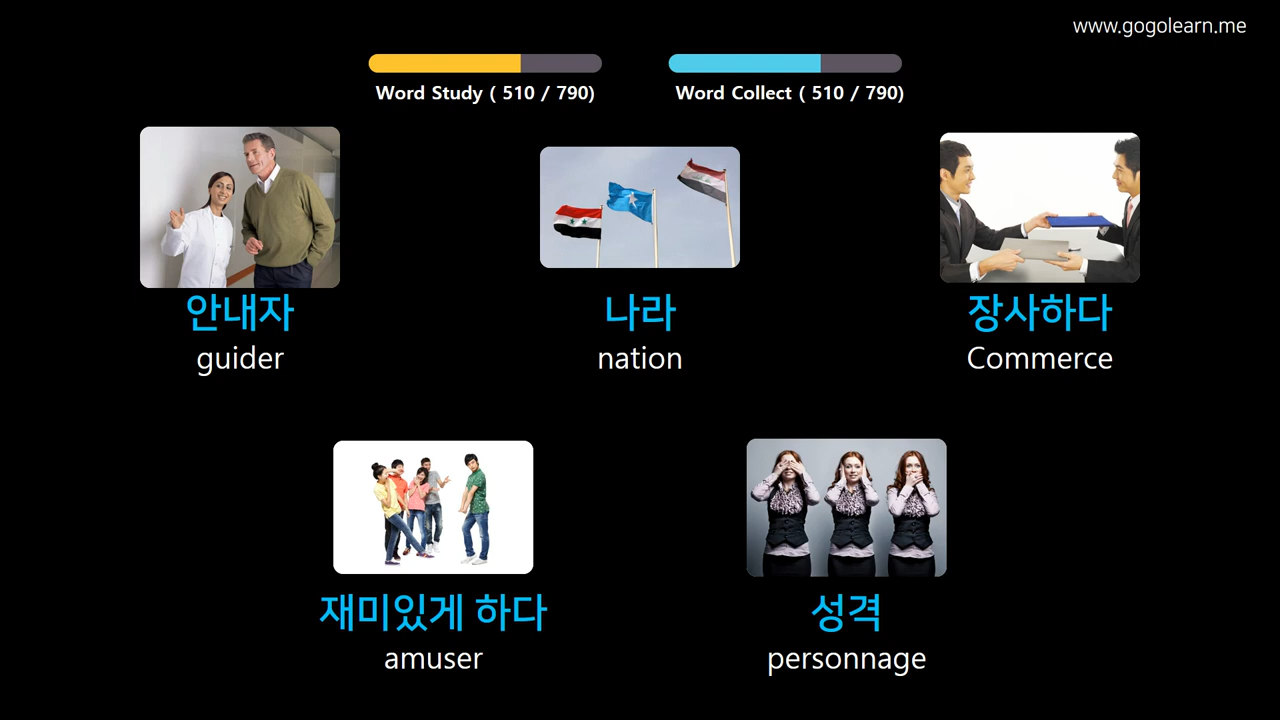 www.gogolearn.me
Word Study ( 510 / 790)
Word Collect ( 510 / 790)
안내자
guider
나라
nation
장사하다
Commerce
재미있게 하다
amuser
성격
personnage